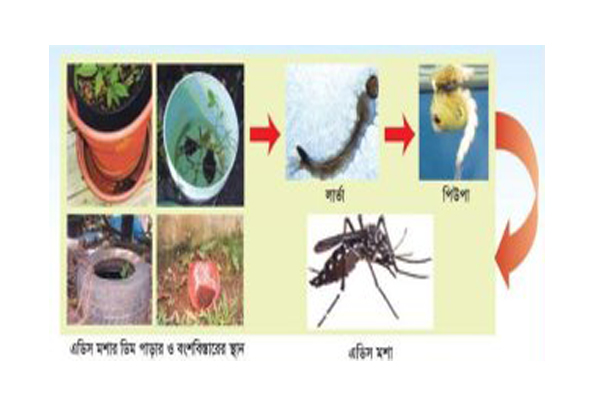 লার্ভা
পিউপা
এডিস মশার ডিম পাড়ার ও বংশবিস্তারের স্থান
এডিস মশা